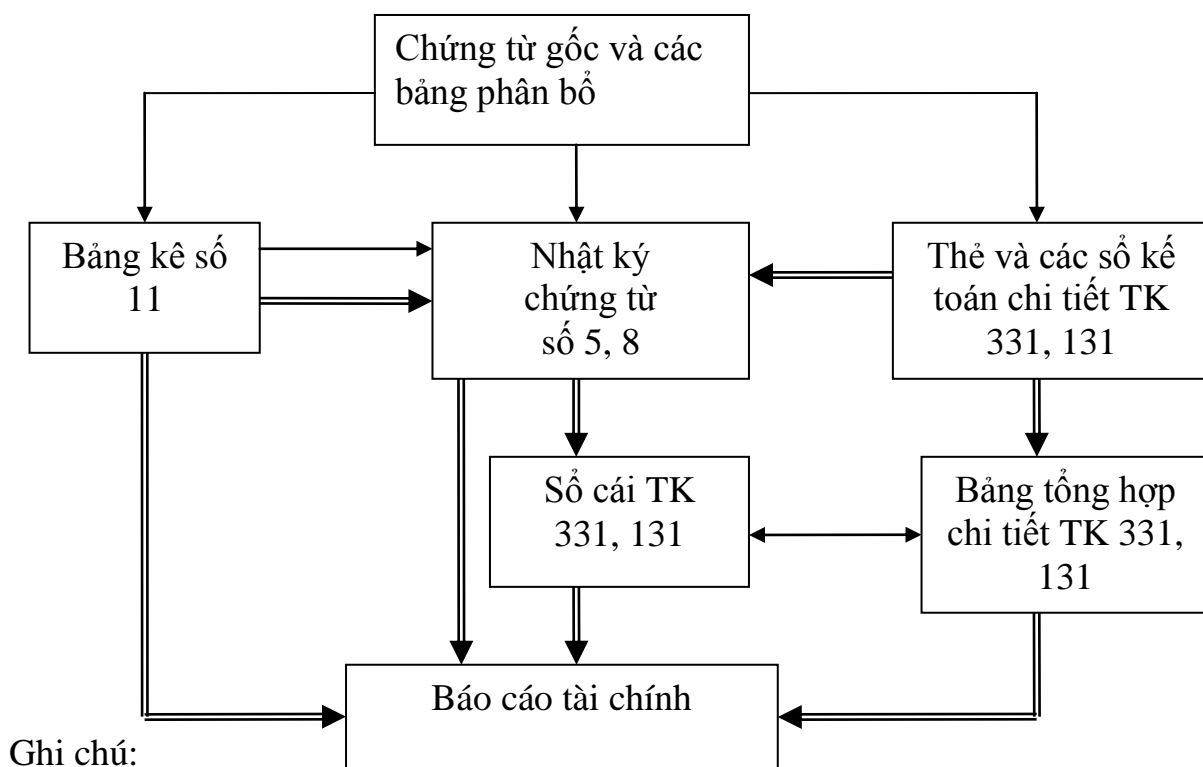 Chứng từ gốc và các
bảng phân bổ
Bảng kê số
11
Nhật ký
chứng từ
số 5, 8
Thẻ và các sổ kế
toán chi tiết TK
331, 131
Sổ cái TK
331, 131
Bảng tổng hợp
chi tiết TK 331,
131
Báo cáo tài chính
Ghi chú: